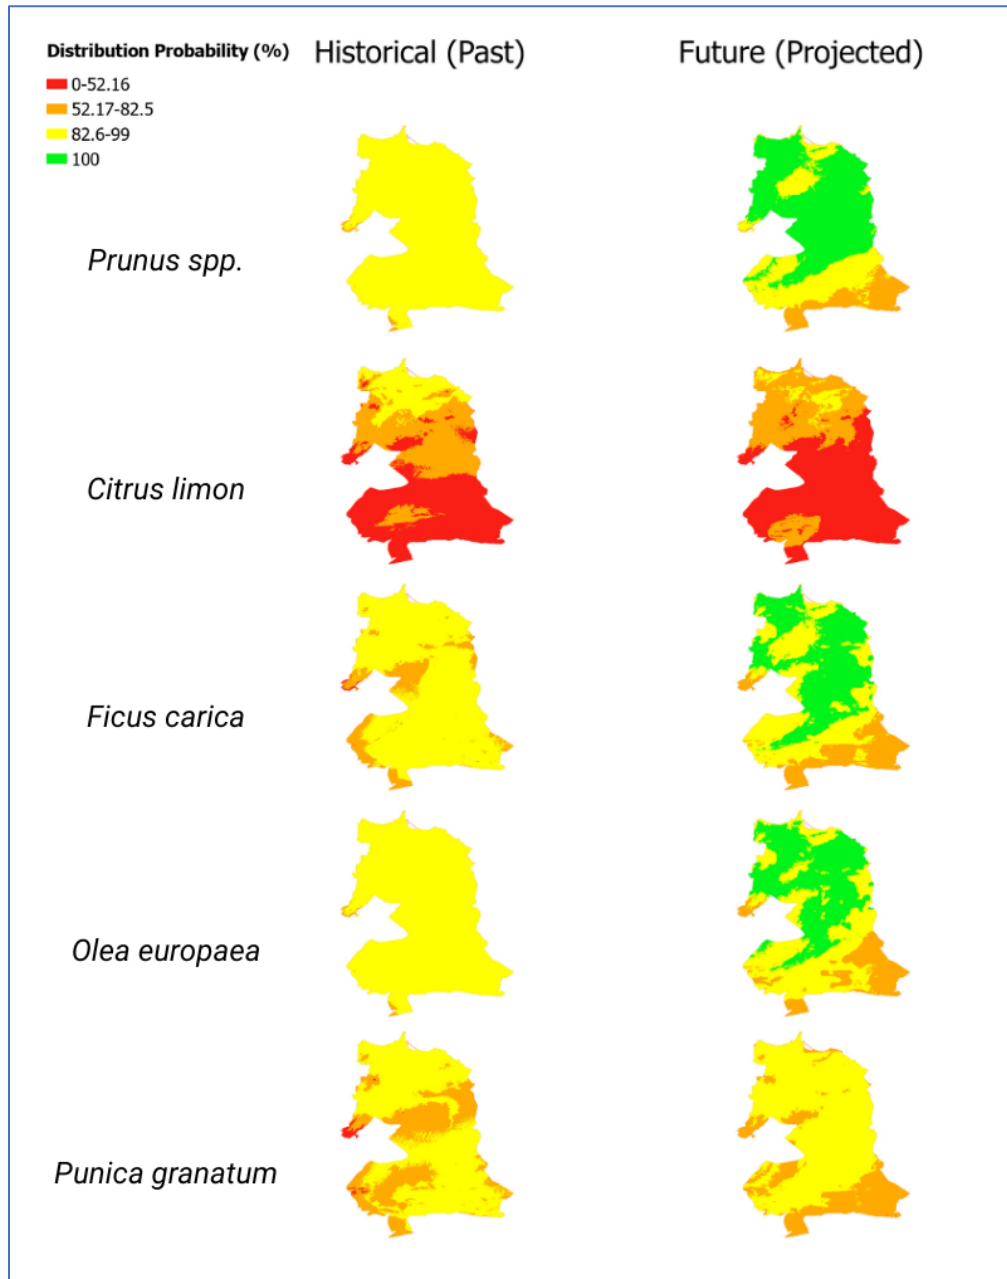 Distribution Probability (%)
Historical (Past)
Future (Projected)
0-52.16
52.17-82.5
82.6-99
100
Prunus spp.
Citrus limon
Ficus carica
Olea europaea
Punica granatum